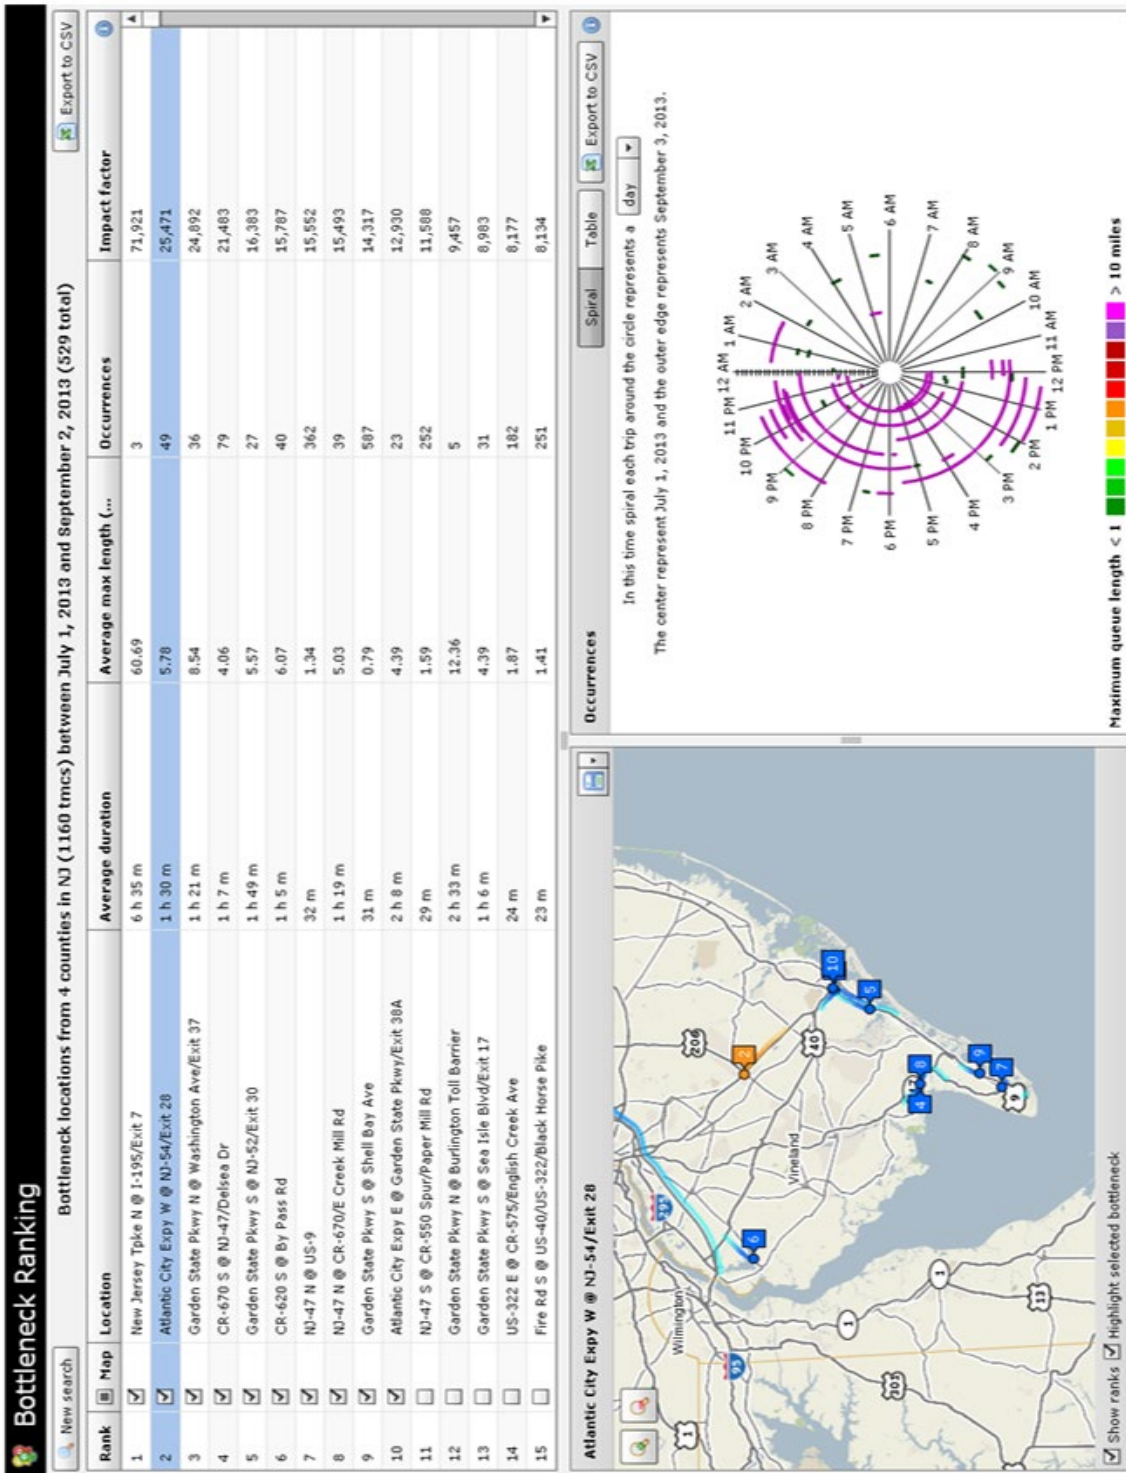 Bottleneck Ranking
New search
Bottleneck locations from 4 counties in NJ (1160 tmcs) between July 1, 2013 and September 2, 2013 (529 total)
Export to CSV
Rank Map Location Average duration Average max length (... Occurrences Impact factor
1 New Jersey Tpke N @ I-195/Exit 7 6 h 35 m 60.69 3 71,921
2 Atlantic City Expy W @ NJ-54/Exit 28 1 h 30 m 5.78 49 25,471
3 Garden State Pkwy N @ Washington Ave/Exit 37 1 h 21 m 8.54 36 24,892
4 CR-670 S @ NJ-47/Delsea Dr 1 h 7 m 4.06 79 21,483
5 Garden State Pkwy S @ NJ-52/Exit 30 1 h 49 m 5.57 27 16,383
6 CR-620 S @ By Pass Rd 1 h 5 m 6.07 40 15,787
7 NJ-47 N @ US-9 32 m 1.34 362 15,552
8 NJ-47 N @ CR-670/E Creek Mill Rd 1 h 19 m 5.03 39 15,493
9 Garden State Pkwy S @ Shell Bay Ave 31 m 0.79 587 14,317
10 Atlantic City Expy E @ Garden State Pkwy/Exit 38A 2 h 8 m 4.39 23 12,930
11 NJ-47 S @ CR-550 Spur/Paper Mill Rd 29 m 1.59 252 11,588
12 Garden State Pkwy N @ Burlington Toll Barrier 2 h 33 m 12.36 5 9,457
13 Garden State Pkwy S @ Sea Isle Blvd/Exit 17 1 h 6 m 4.39 31 8,983
14 US-322 E @ CR-575/English Creek Ave 24 m 1.87 182 8,177
15 Fire Rd S @ US-40/US-322/Black Horse Pike 23 m 1.41 251 8,134
Atlantic City Expy W @ NJ-54/Exit 28
1
295
206
2
Wilmington
95
6
40
10
Vineland
5
1
1
4
8
301
9
13
7
9
Show ranks
Highlight selected bottleneck
Occurrences
Spiral
Table
Export to CSV
In this time spiral each trip around the circle represents a day
The center represent July 1, 2013 and the outer edge represents September 3, 2013.
12 AM
1 AM
2 AM
3 AM
4 AM
5 AM
6 AM
7 AM
8 AM
9 AM
10 AM
11 AM
12 PM
1 PM
2 PM
3 PM
4 PM
5 PM
6 PM
7 PM
8 PM
9 PM
10 PM
11 PM
Maximum queue length < 1 > 10 miles